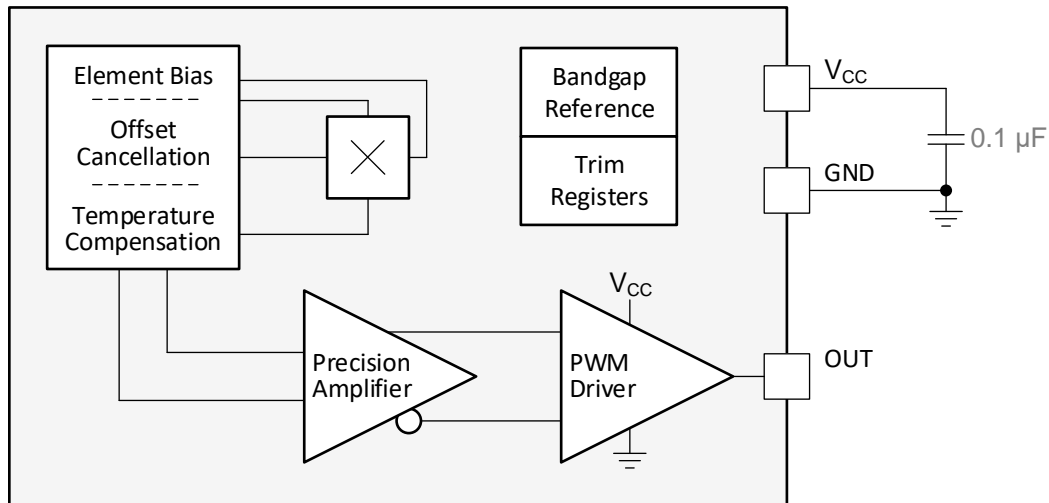 Element Bias
Offset
Cancellation
Temperature
Compensation
Bandgap
Reference
Trim
Registers
VCC
0.1 µF
GND
VCC
Precision
Amplifier
PWM
Driver
OUT